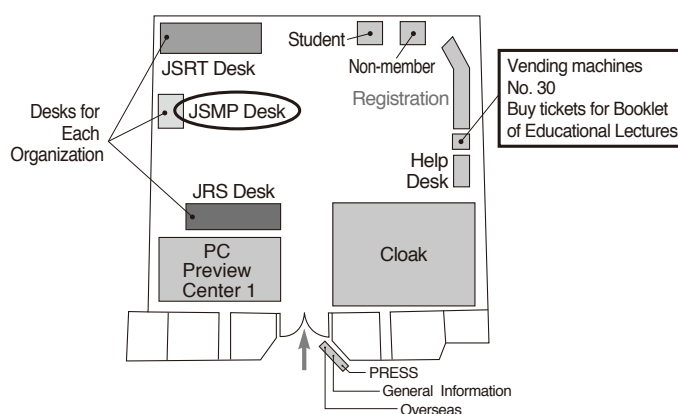 Student
Non-member
JSRT Desk
Vending machines
No. 30
Buy tickets for Booklet
of Educational Lectures
Registration
Desks for
Each
Organization
JSMP Desk
Help
Desk
JRS Desk
PC
Preview
Center 1
Cloak
PRESS
General Information
Overseas